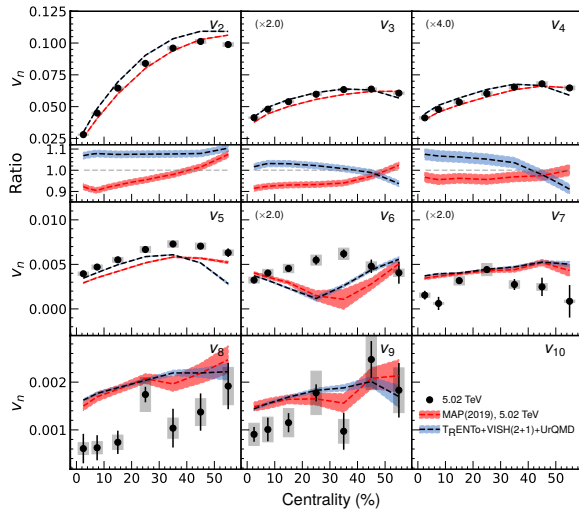 v2
(×2.0) v3
(×4.0) v4
0.125
0.100
0.075
0.050
0.025
vn
1.1
1.0
0.9
Ratio
v5
(×2.0) v6
(×2.0) v7
0.010
0.005
0.000
vn
v8
v9
v10
0.002
0.001
vn
5.02 TeV
MAP(2019), 5.02 TeV
TRENTo+VISH(2+1)+UrQMD
0 10 20 30 40 50
0 10 20 30 40 50
0 10 20 30 40 50 60
Centrality (%)